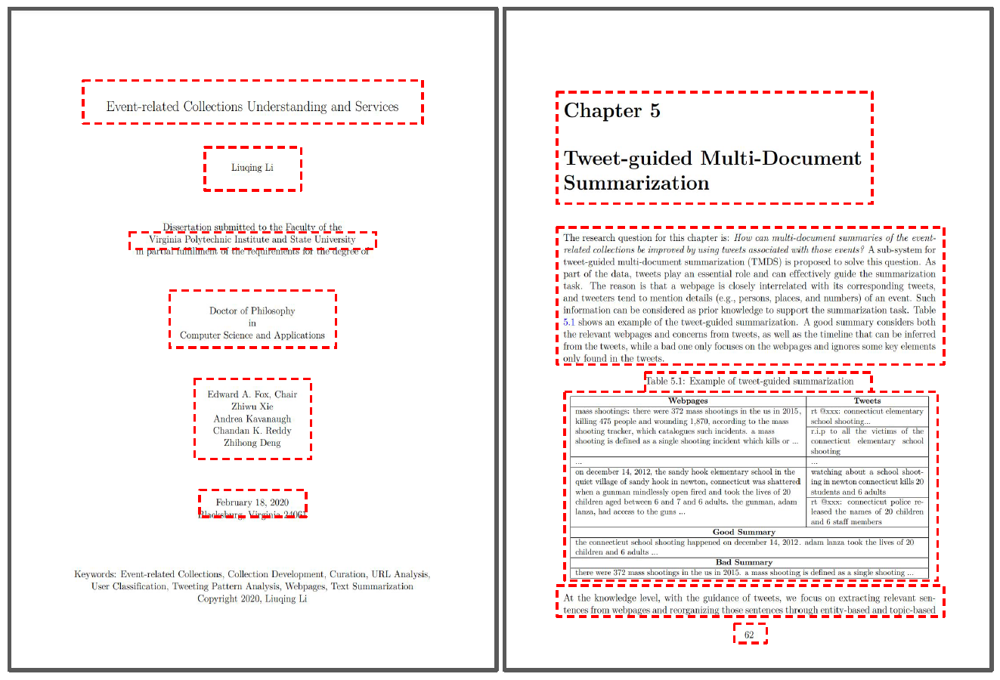 Event-related Collections Understanding and Services
Liuqing Li
Dissertation submitted to the Faculty of the
Virginia Polytechnic Institute and State University
in partial fulfillment of the requirements for the degree of
Doctor of Philosophy
in
Computer Science and Applications
Edward A. Fox, Chair
Zhiwu Xie
Andrea Kavanaugh
Chandan K. Reddy
Zhihong Deng
February 18, 2020
Blacksburg, Virginia 24061
Keywords: Event-related Collections, Collection Development, Curation, URL Analysis,
User Classification, Tweeting Pattern Analysis, Webpages, Text Summarization
Copyright 2020, Liuqing Li
Chapter 5
Tweet-guided Multi-Document
Summarization
The research question for this chapter is: How can multi-document summaries of the event-
related collections be improved by using tweets associated with those events? A sub-system for
tweet-guided multi-document summarization (TMDS) is proposed to solve this question. As
part of the data, tweets play an essential role and can effectively guide the summarization
task. The reason is that a webpage is closely interrelated with its corresponding tweets,
and tweeters tend to mention details (e.g., persons, places, and numbers) of an event. Such
information can be considered as prior knowledge to support the summarization task. Table
5.1 shows an example of the tweet-guided summarization. A good summary considers both
the relevant webpages and concerns from tweets, as well as the timeline that can be inferred
from the tweets, while a bad one only focuses on the webpages and ignores some key elements
only found in the tweets.
Table 5.1: Example of tweet-guided summarization
Webpages
mass shootings: there were 372 mass shootings in the us in 2015,
killing 475 people and wounding 1,870, according to the mass
shooting tracker, which catalogues such incidents. a mass
shooting is defined as a single shooting incident which kills or ...
...
on december 14, 2012, the sandy hook elementary school in the
quiet village of sandy hook in newton, connecticut was shattered
when a gunman mindlessly open fired and took the lives of 20
children aged between 6 and 7 and 6 adults. the gunman, adam
lanza, had access to the guns ...
Tweets
rt @xxx: connecticut elementary
school shooting...
r.i.p to all the victims of the
connecticut elementary school
shooting
...
watching about a school shoot-
ing in newton connecticut kills 20
students and 6 adults
rt @xxx: connecticut police re-
leased the names of 20 children
and 6 staff members
Good Summary
the connecticut school shooting happened on december 14, 2012. adam lanza took the lives of 20
children and 6 adults ...
Bad Summary
there were 372 mass shootings in the us in 2015. a mass shooting is defined as a single shooting ...
At the knowledge level, with the guidance of tweets, we focus on extracting relevant sen-
tences from webpages and reorganizing those sentences through entity-based and topic-based
62